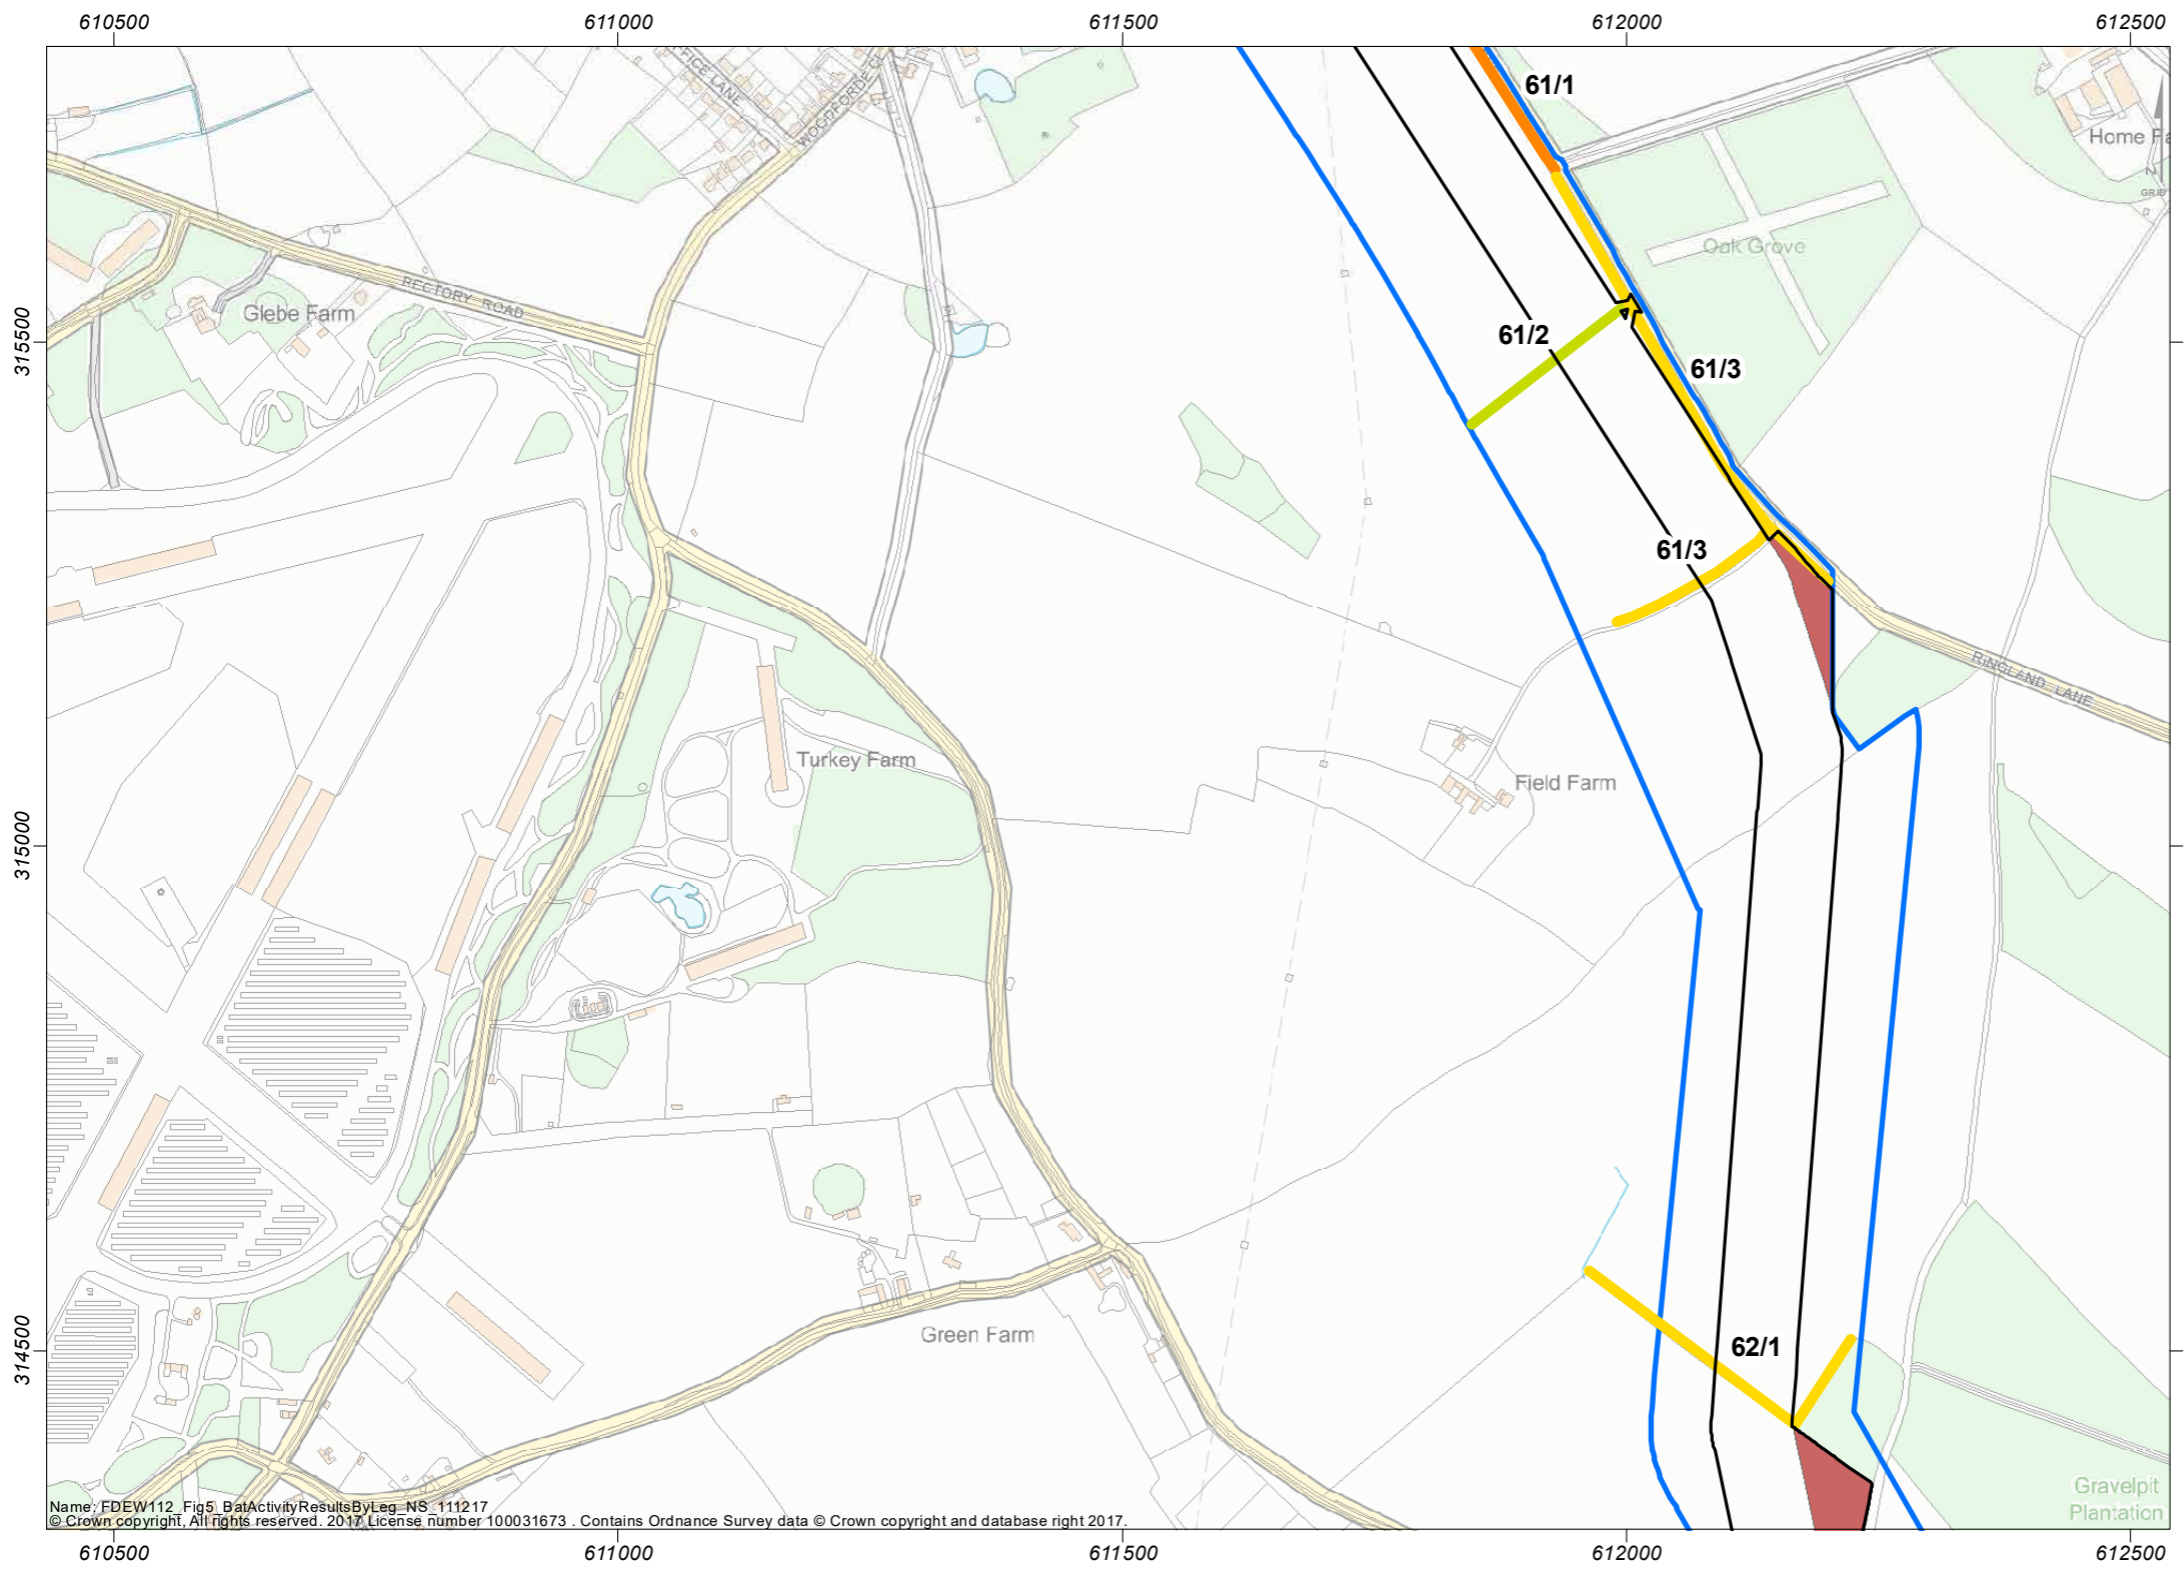 610500 611000 611500 612000 612500
FICE LANE
WOODFORDE CL
61/1
Home Fa
N
GRID
Oak Grove
RECTORY ROAD
Glebe Farm
315500
61/2
61/3
61/3
RINGLAND LANE
Turkey Farm
Field Farm
315000
Green Farm
62/1
314500
Gravelpit
Plantation
Name: FDEW112_Fig5_BatActivityResultsByLeg_NS_111217
© Crown copyright, All rights reserved. 2017 License number 100031673 . Contains Ordnance Survey data © Crown copyright and database right 2017.
610500 611000 611500 612000 612500